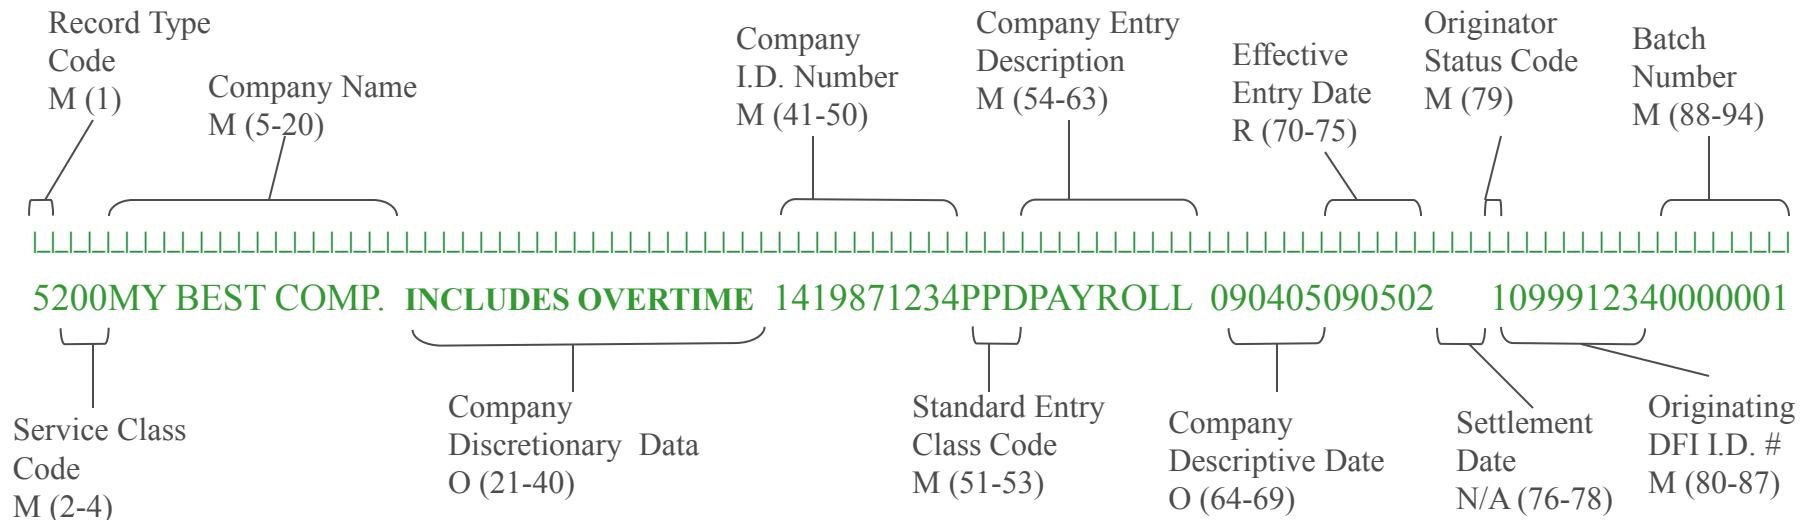 Record Type
Code
M (1)
Company Name
M (5-20)
Company
I.D. Number
M (41-50)
Company Entry
Description
M (54-63)
Effective
Entry Date
R (70-75)
Originator
Status Code
M (79)
Batch
Number
M (88-94)
5200MY BEST COMP. INCLUDES OVERTIME 1419871234PPDPAYROLL 090405090502 1099912340000001
Service Class
Code
M (2-4)
Company
Discretionary Data
O (21-40)
Standard Entry
Class Code
M (51-53)
Company
Descriptive Date
O (64-69)
Settlement
Date
N/A (76-78)
Originating
DFI I.D. #
M (80-87)